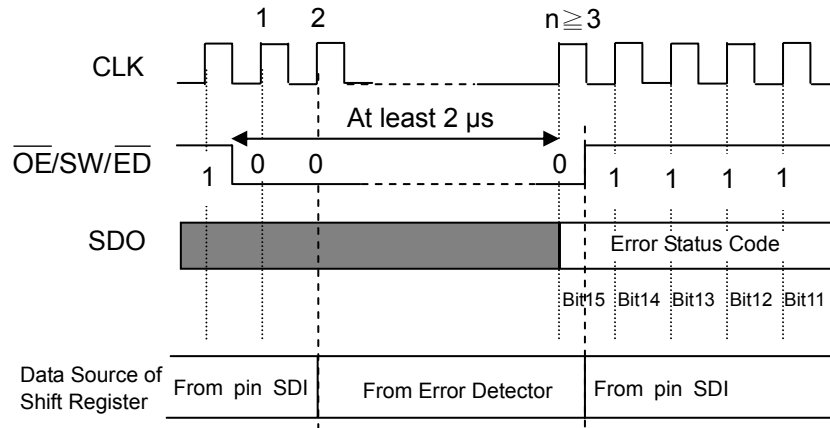 1 2 n≧3
CLK
At least 2 μs
O̅E̅/SW/E̅D̅
1 0 0 0 1 1 1 1
SDO
Error Status Code
Bit15 Bit14 Bit13 Bit12 Bit11
Data Source of
Shift Register
From pin SDI
From Error Detector
From pin SDI